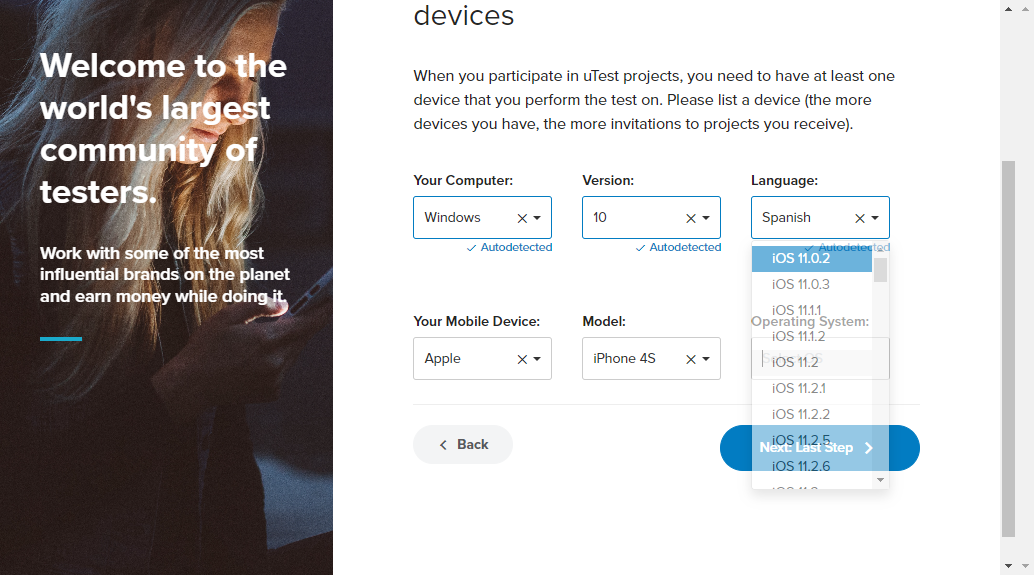 devices
Welcome to the
world's largest
community of
testers.
Work with some of the most
influential brands on the planet
and earn money while doing it.
When you participate in uTest projects, you need to have at least one
device that you perform the test on. Please list a device (the more
devices you have, the more invitations to projects you receive).
Your Computer: Version: Language:
Windows 10 Spanish
Autodetected Autodetected Autodetected
iOS 11.0.2
iOS 11.0.3
iOS 11.1.1
Your Mobile Device: Model: Operating System:
iOS 11.1.2
Apple iPhone 4S
iOS 11.2
iOS 11.2.1
iOS 11.2.2
iOS 11.2.5
Back Next: Last Step
iOS 11.2.6